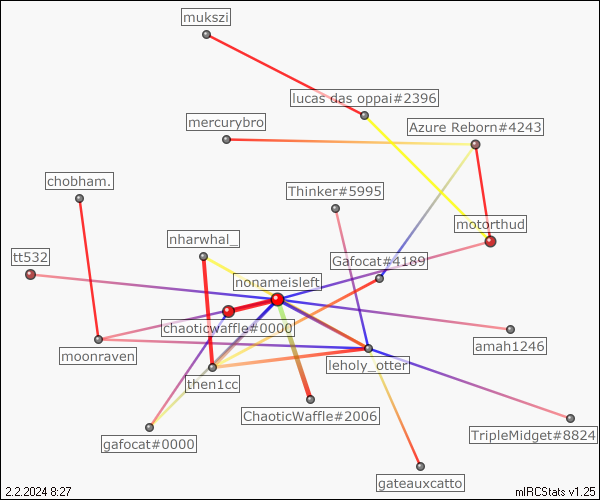 mukszi
lucas das oppai#2396
mercurybro
Azure Reborn#4243
chobham.
Thinker#5995
motorthud
nharwhal_
tt532
Gafocat#4189
nonameisleft
chaoticwaffle#0000
moonraven
amah1246
leholy_otter
then1cc
ChaoticWaffle#2006
TripleMidget#8824
gafocat#0000
gateauxcatto
2.2.2024 8:27
mIRCStats v1.25